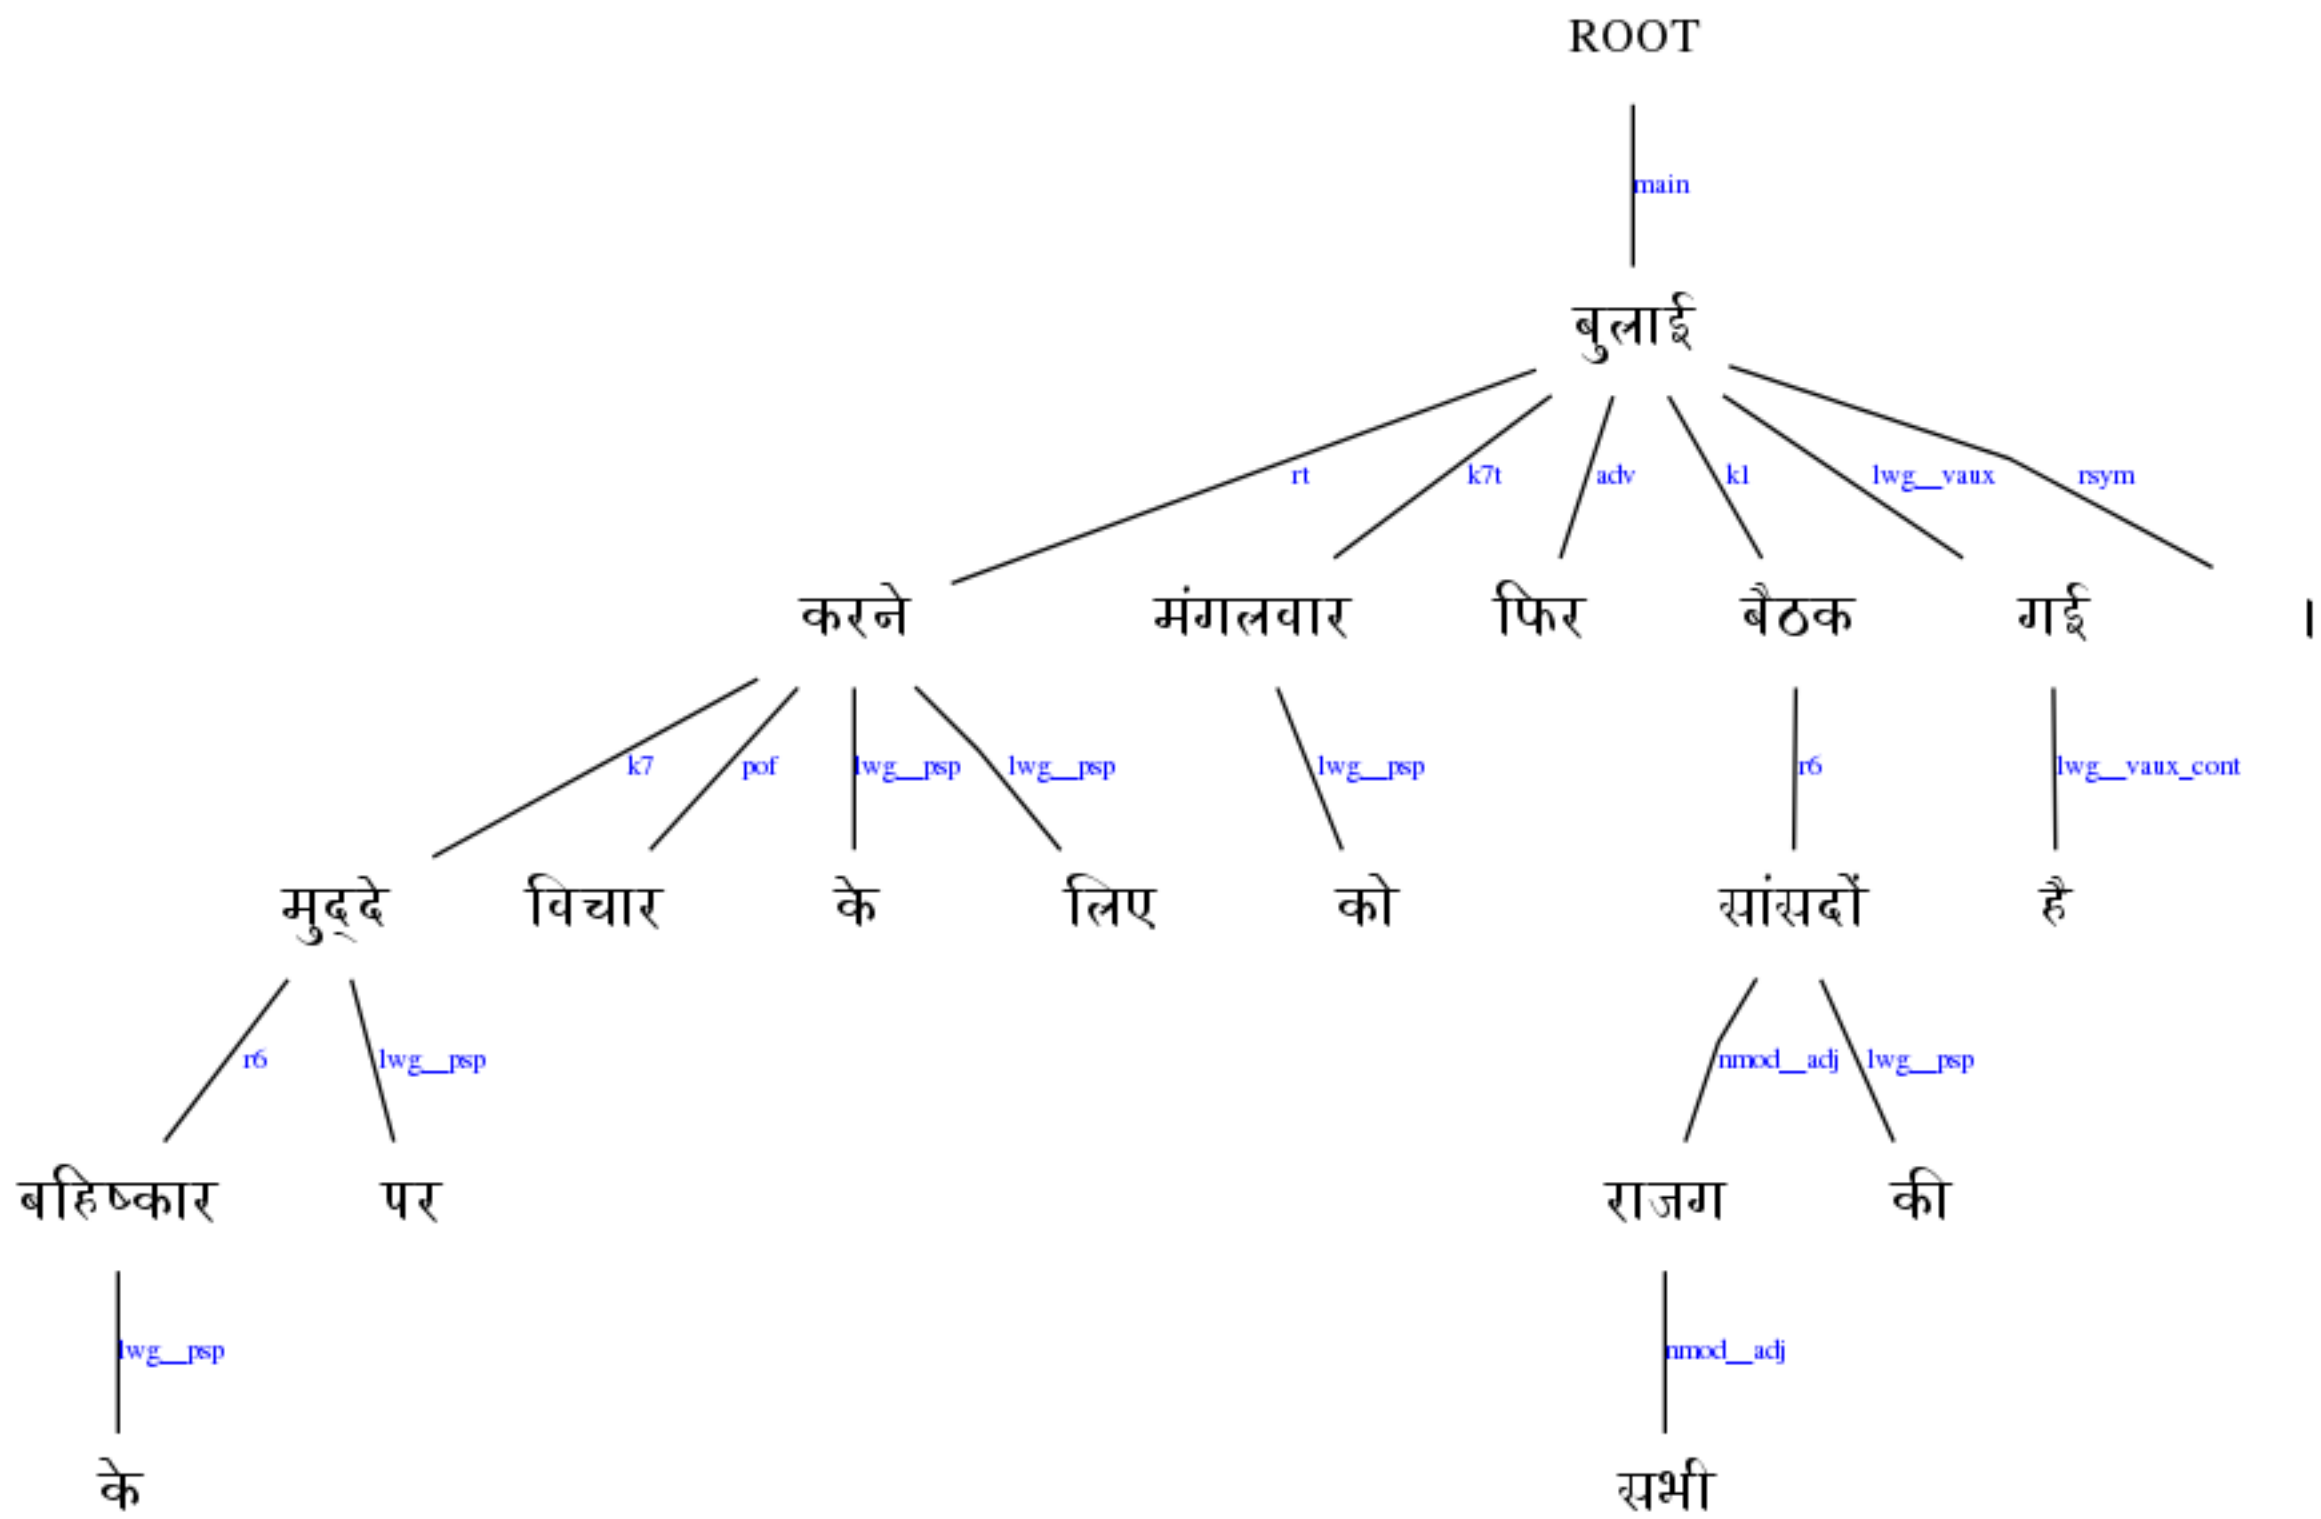 ROOT
main
बुलाई
rt k7t adv k1 lwg__vaux rsym
करने मंगलवार फिर बैठक गई ।
k7 pof lwg__psp lwg__psp lwg__psp r6 lwg__vaux_cont
मुद्दे विचार के लिए को सांसदों है
r6 lwg__psp nmod__adj lwg__psp
बहिष्कार पर राजग की
lwg__psp nmod__adj
के सभी